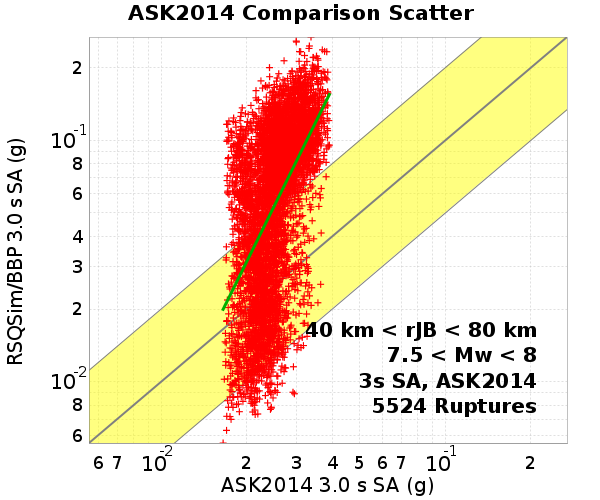 ASK2014 Comparison Scatter
RSQSim/BBP 3.0 s SA (g)
2
10⁻¹
8
6
4
3
2
10⁻²
8
6
40 km < rJB < 80 km
7.5 < Mw < 8
3s SA, ASK2014
5524 Ruptures
6 7 10⁻² 2 3 4 5 6 7 10⁻¹ 2
ASK2014 3.0 s SA (g)